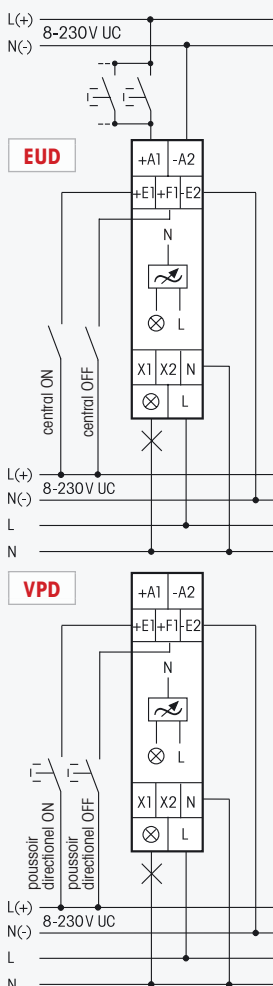 L(+)
8-230V UC
N(-)
EUD
+A1 -A2
+E1 +F1 -E2
N
L
X1 X2 N
L
central ON
central OFF
L(+)
8-230V UC
N(-)
L
N
VPD
+A1 -A2
+E1 +F1 -E2
N
L
X1 X2 N
L
poussoir
directionel ON
poussoir
directionel OFF
L(+)
8-230V UC
N(-)
L
N